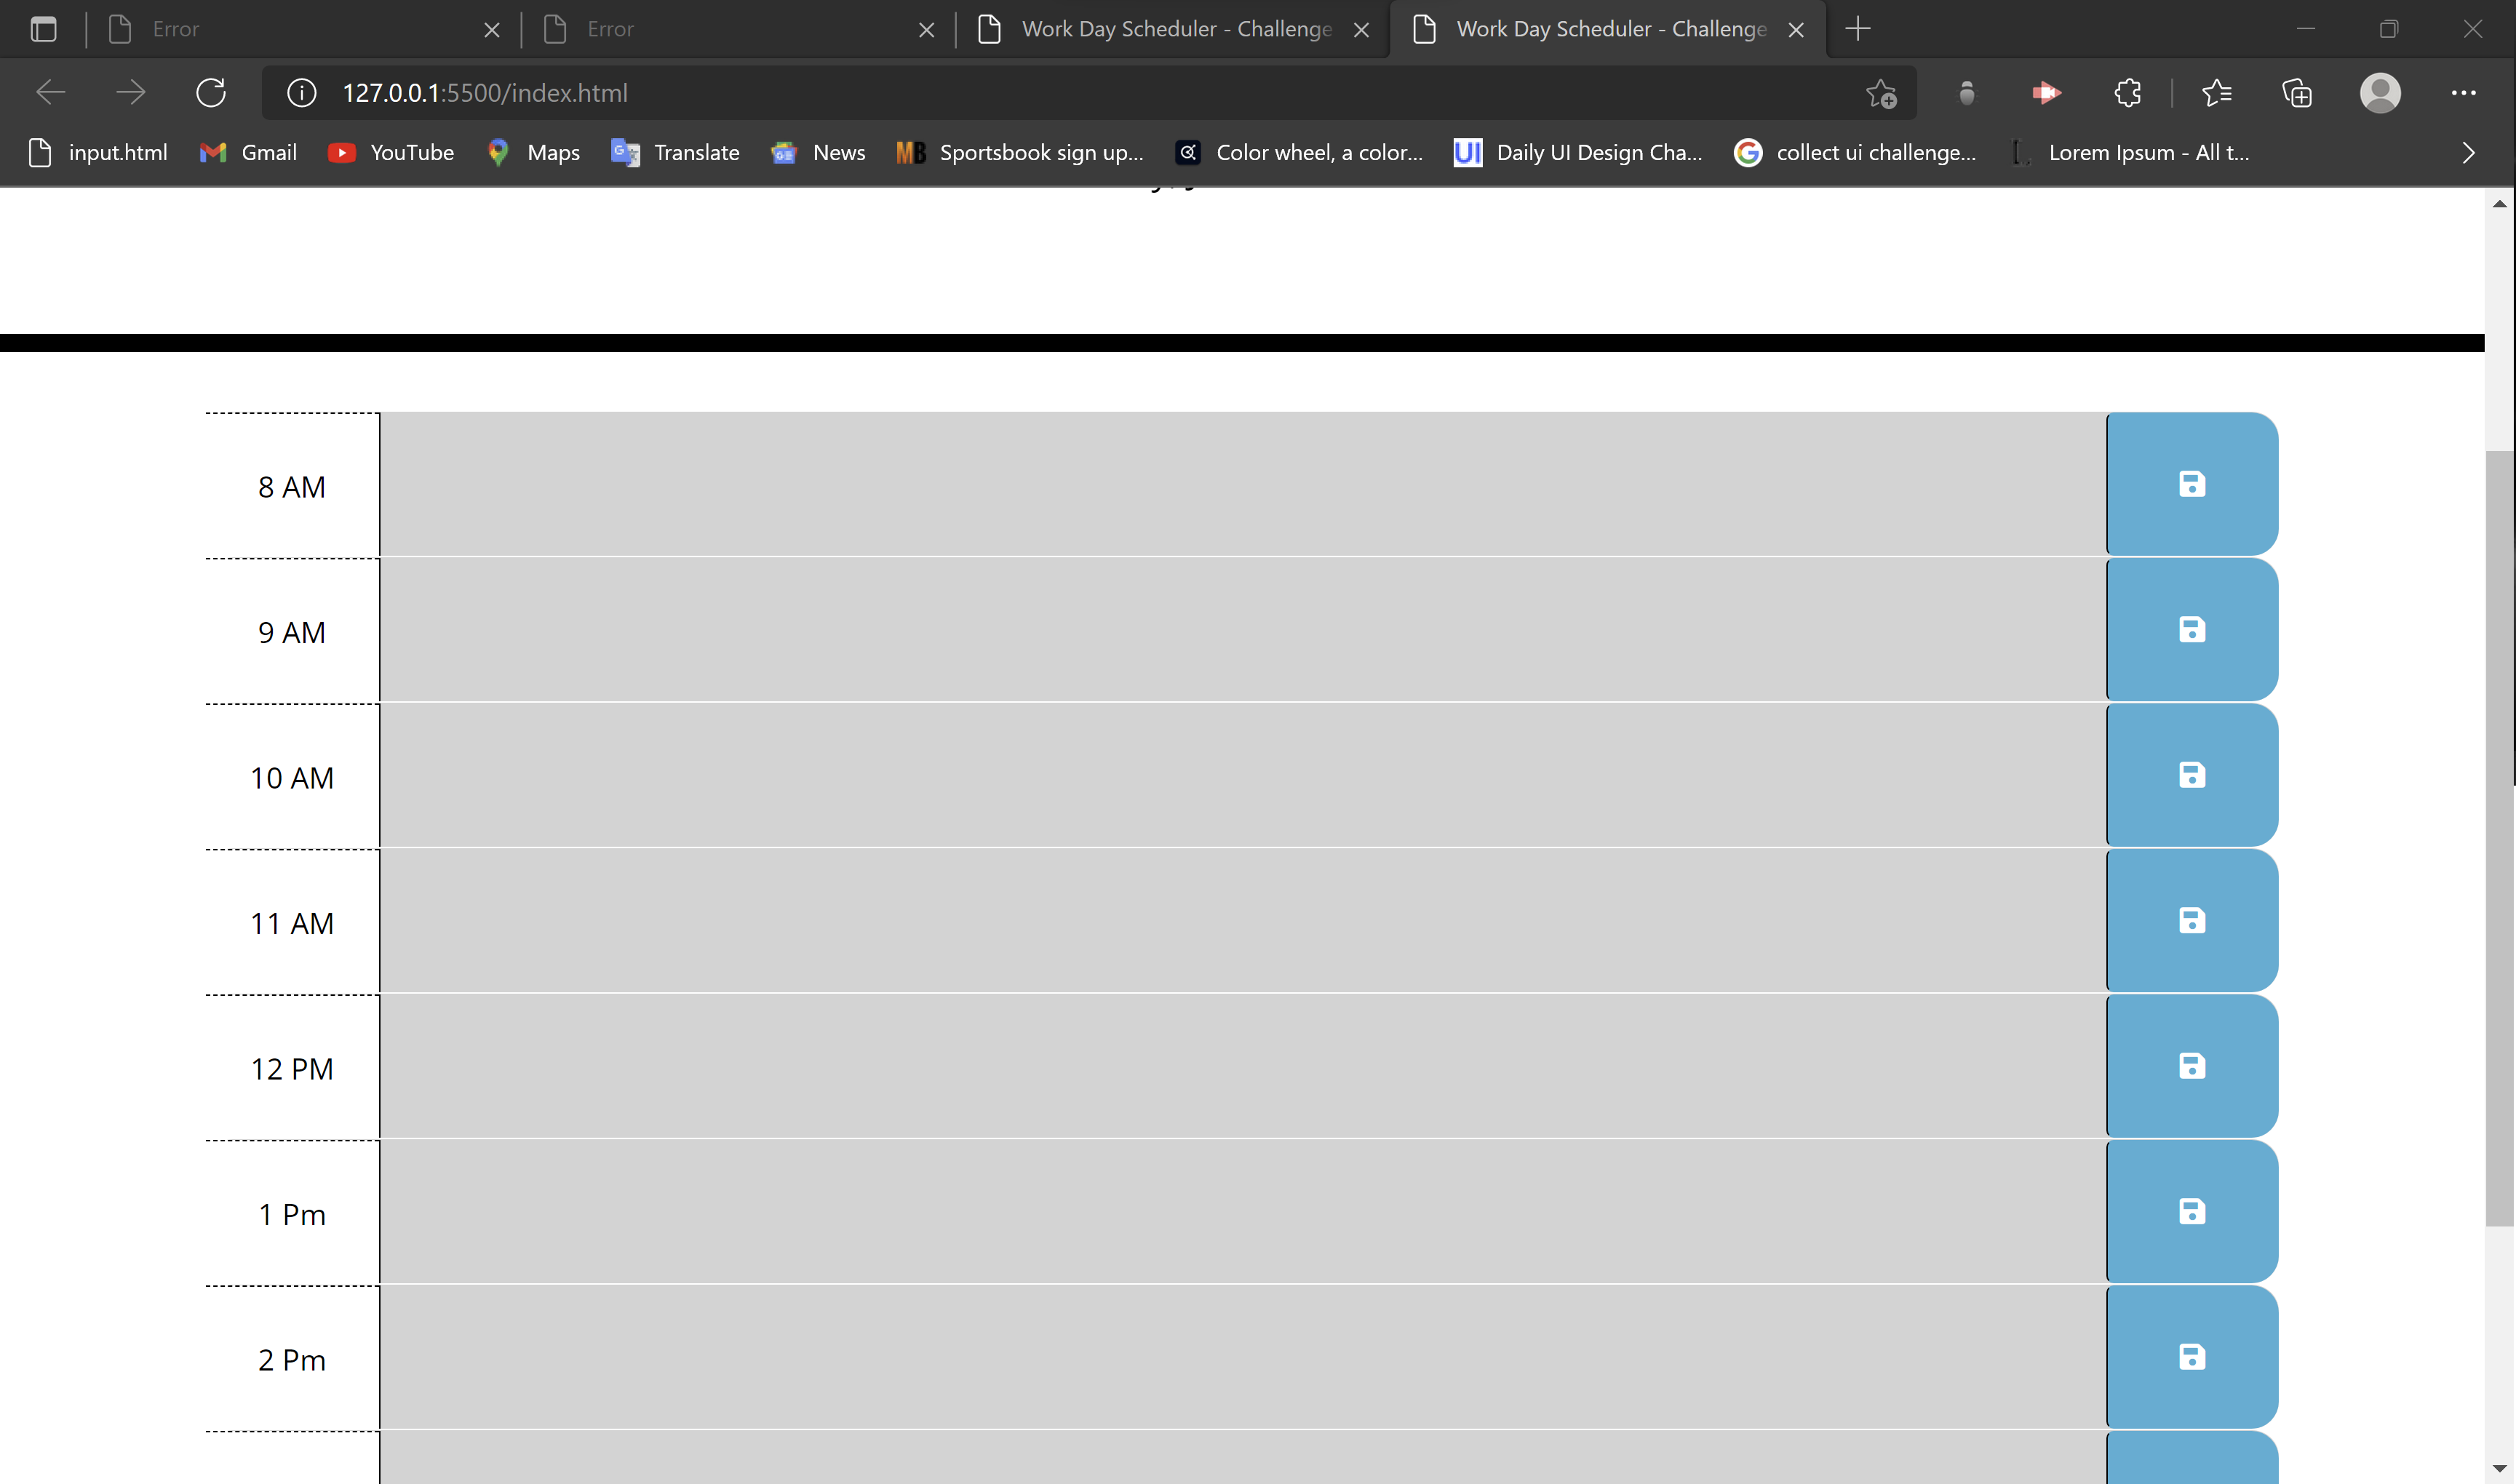 Error
Error
Work Day Scheduler - Challenge
Work Day Scheduler - Challenge
127.0.0.1:5500/index.html
input.html
Gmail
YouTube
Maps
Translate
News
MB Sportsbook sign up...
Color wheel, a color...
UI Daily UI Design Cha...
G collect ui challenge...
L Lorem Ipsum - All t...
8 AM
9 AM
10 AM
11 AM
12 PM
1 Pm
2 Pm